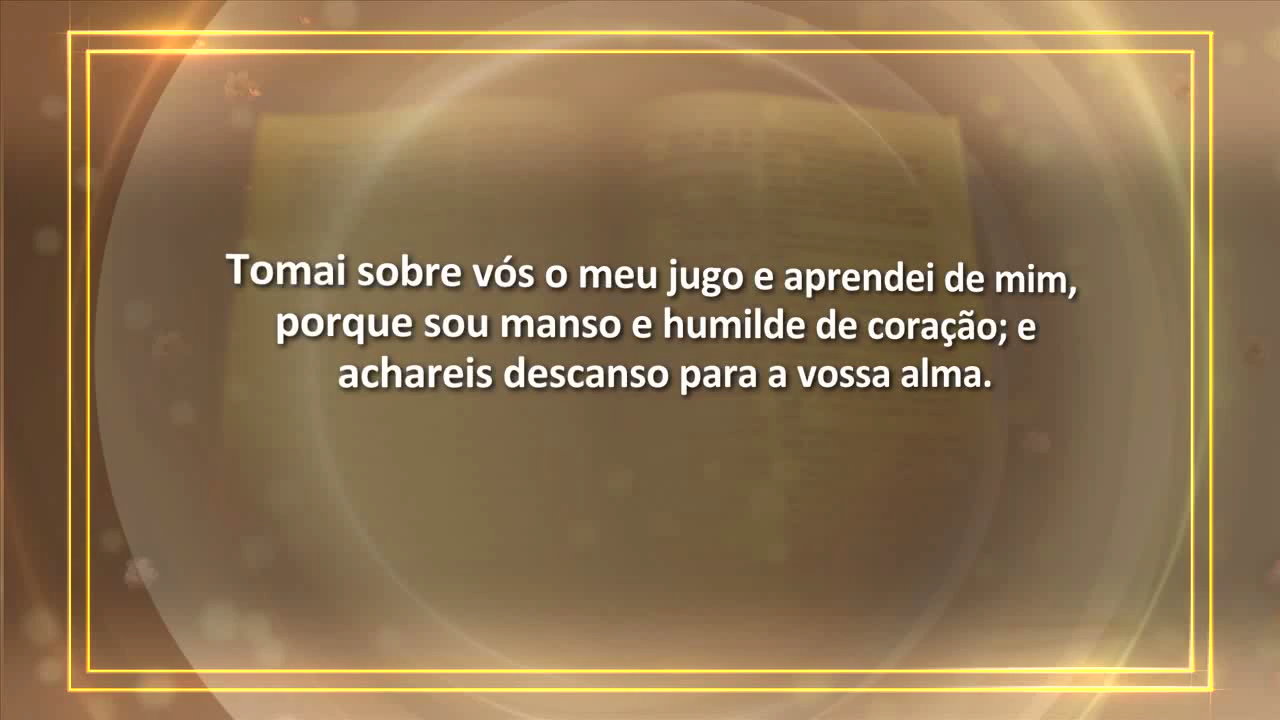 Tomai sobre vós o meu jugo e aprendei de mim,
porque sou manso e humilde de coração; e
achareis descanso para a vossa alma.